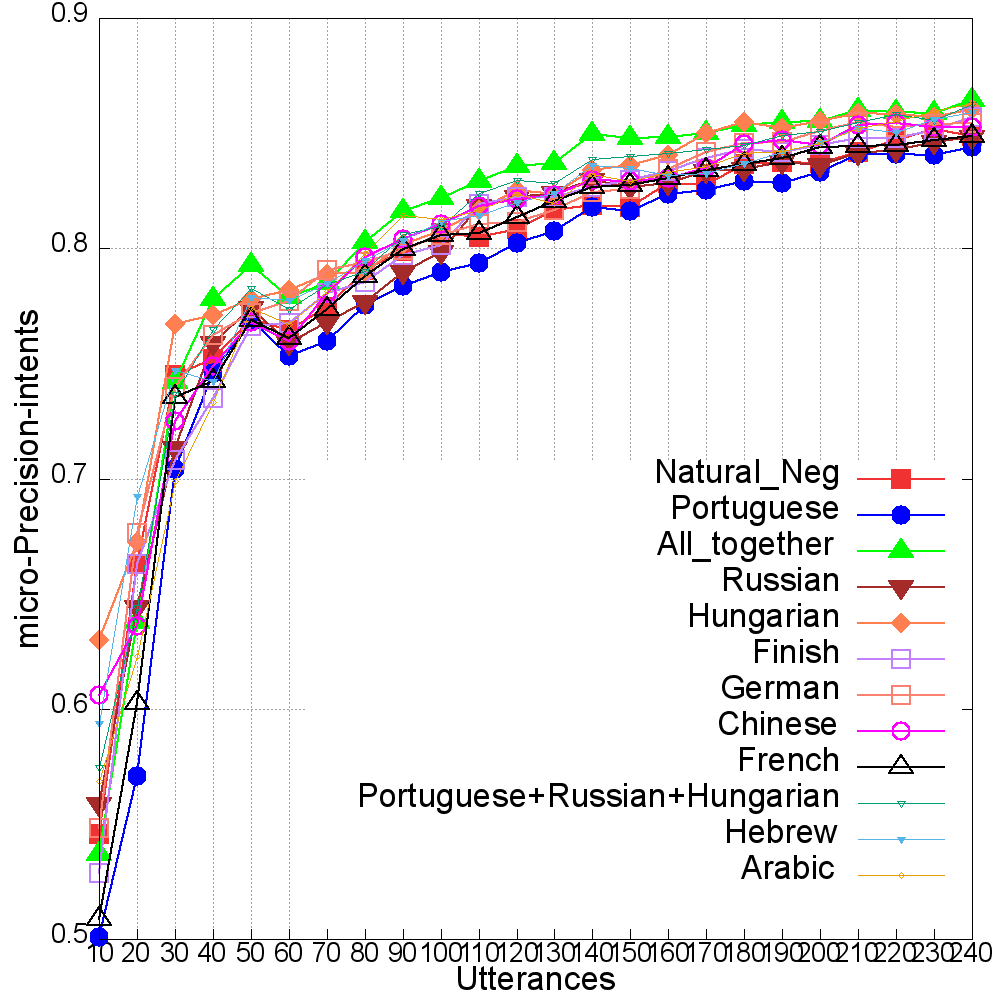 0.9
0.8
0.7
0.6
0.5
micro-Precision-intents
Natural_Neg
Portuguese
All_together
Russian
Hungarian
Finish
German
Chinese
French
Portuguese+Russian+Hungarian
Hebrew
Arabic
10 20 30 40 50 60 70 80 90 100 110 120 130 140 150 160 170 180 190 200 210 220 230 240
Utterances